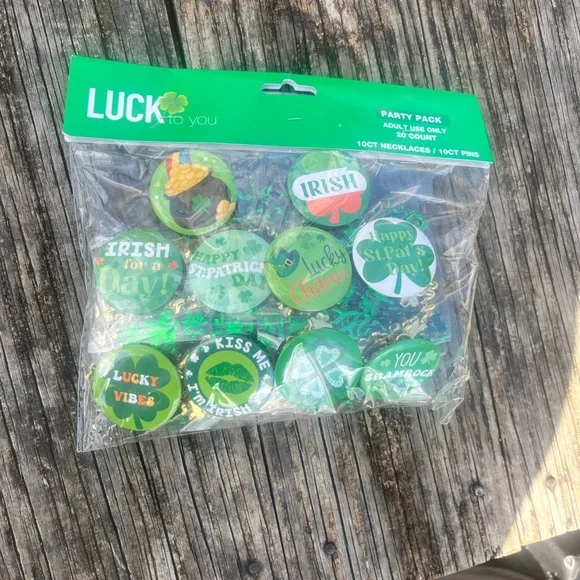 LUCK
to you
PARTY PACK
ADULT USE ONLY
20 COUNT
10CT NECKLACES / 10CT PINS
IRISH
IRISH
for a
Day!
HAPPY
ST.PATRICK
DAY
lucky
Charm
Happy
St.Pat's
Day!
LUCKY
VIBES
KISS ME
I'M IRISH
YOU
SHAMROCK